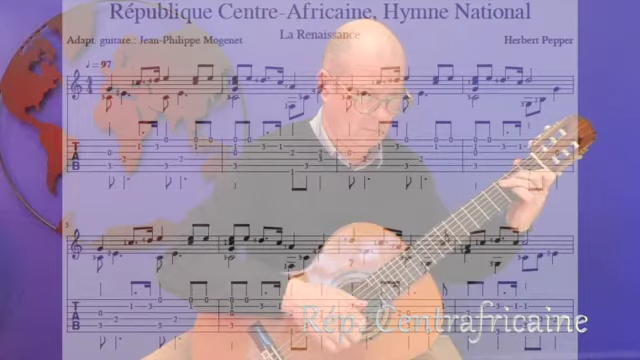 République Centre-Africaine, Hymne National
La Renaissance
Adapt. guitare : Jean-Philippe Mogenet
Herbert Pepper
♩ = 97
Rép. Centrafricaine